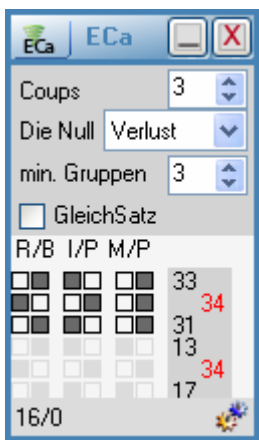 ECa ECa
Coups 3
Die Null Verlust
min. Gruppen 3
GleichSatz
R/B I/P M/P
33
34
31
13
34
17
16/0